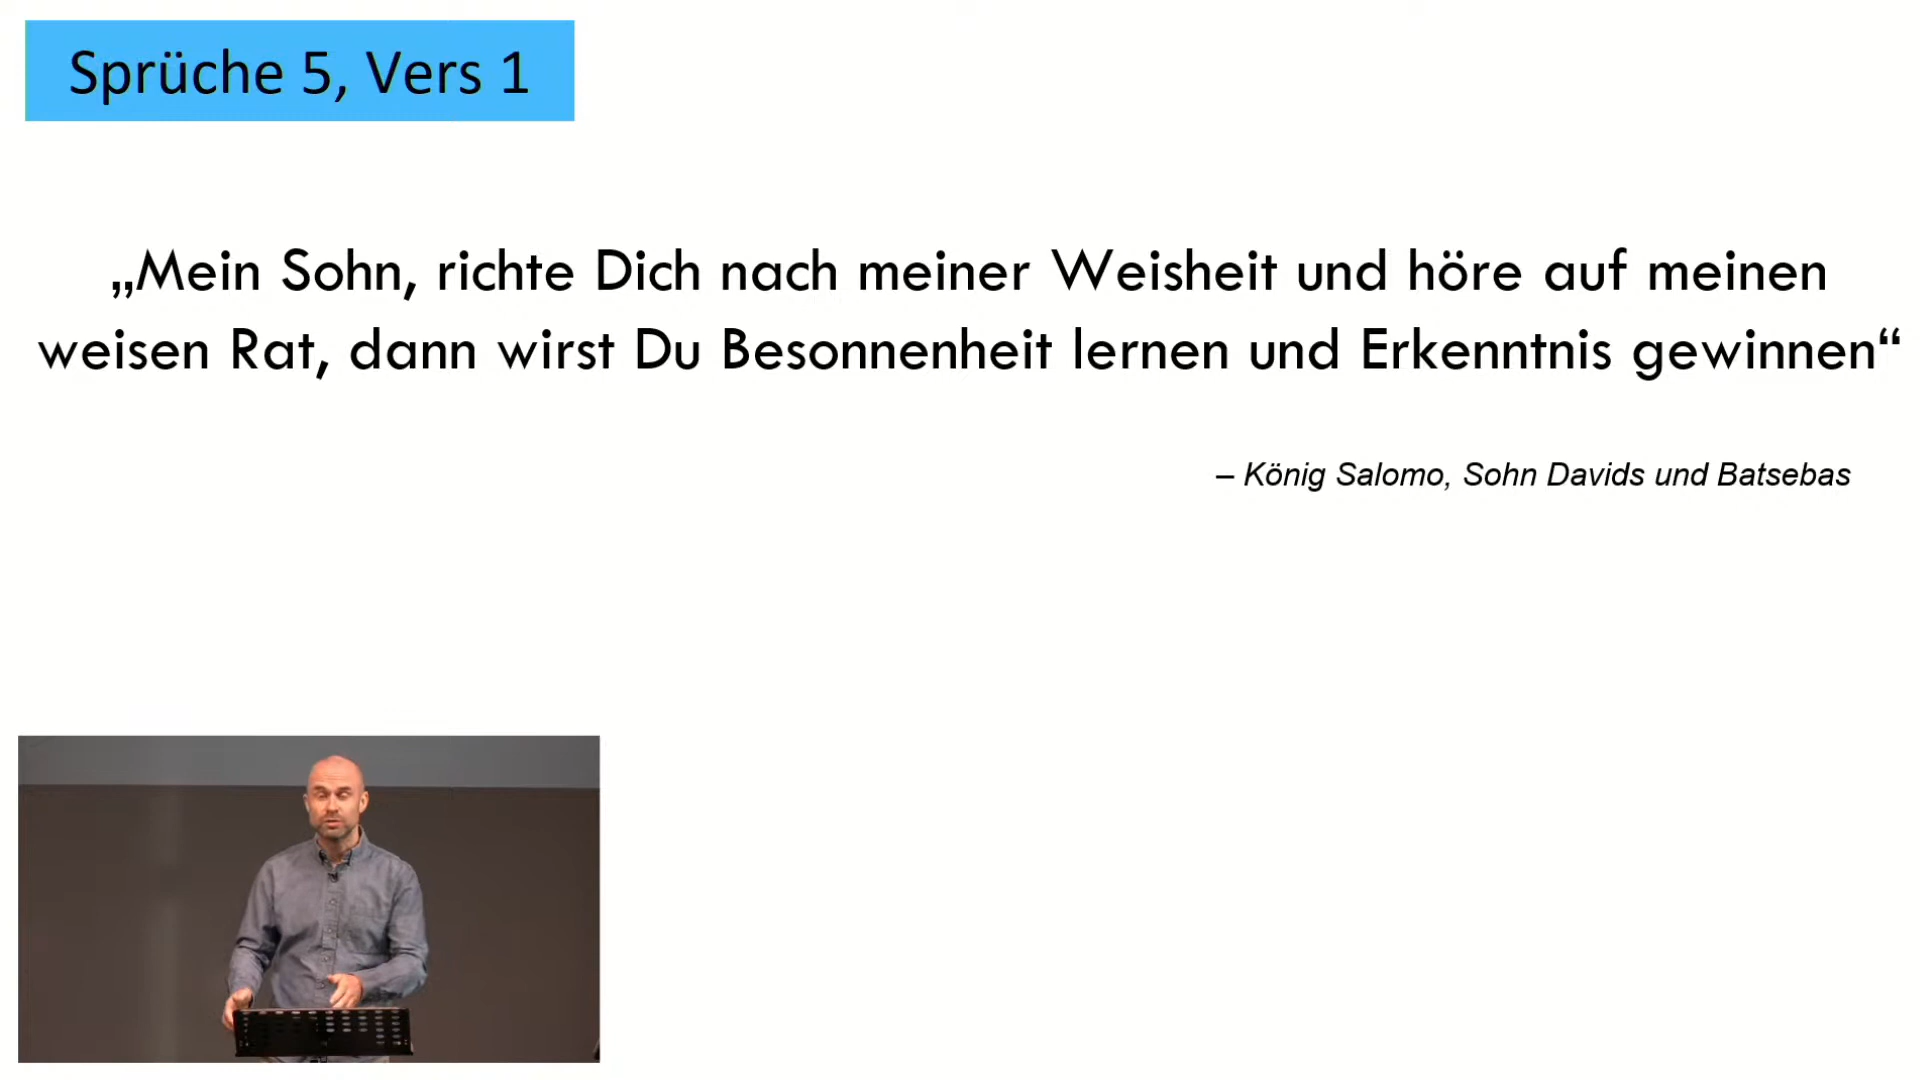 Sprüche 5, Vers 1
„Mein Sohn, richte Dich nach meiner Weisheit und höre auf meinen
weisen Rat, dann wirst Du Besonnenheit lernen und Erkenntnis gewinnen“
– König Salomo, Sohn Davids und Batsebas